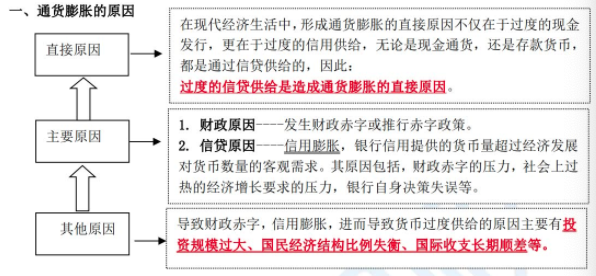 一、通货膨胀的原因
直接原因
在现代经济生活中，形成通货膨胀的直接原因不仅在于过度的现金
发行，更在于过度的信用供给，无论是现金通货，还是存款货币，
都是通过信贷供给的，因此：
过度的信贷供给是造成通货膨胀的直接原因。
主要原因
1. 财政原因----发生财政赤字或推行赤字政策。
2. 信贷原因----信用膨胀，银行信用提供的货币量超过经济发展
对货币数量的客观需求。其原因包括，财政赤字的压力，社会上过
热的经济增长要求的压力，银行自身决策失误等。
其他原因
导致财政赤字，信用膨胀，进而导致货币过度供给的原因主要有投
资规模过大、国民经济结构比例失衡、国际收支长期顺差等。